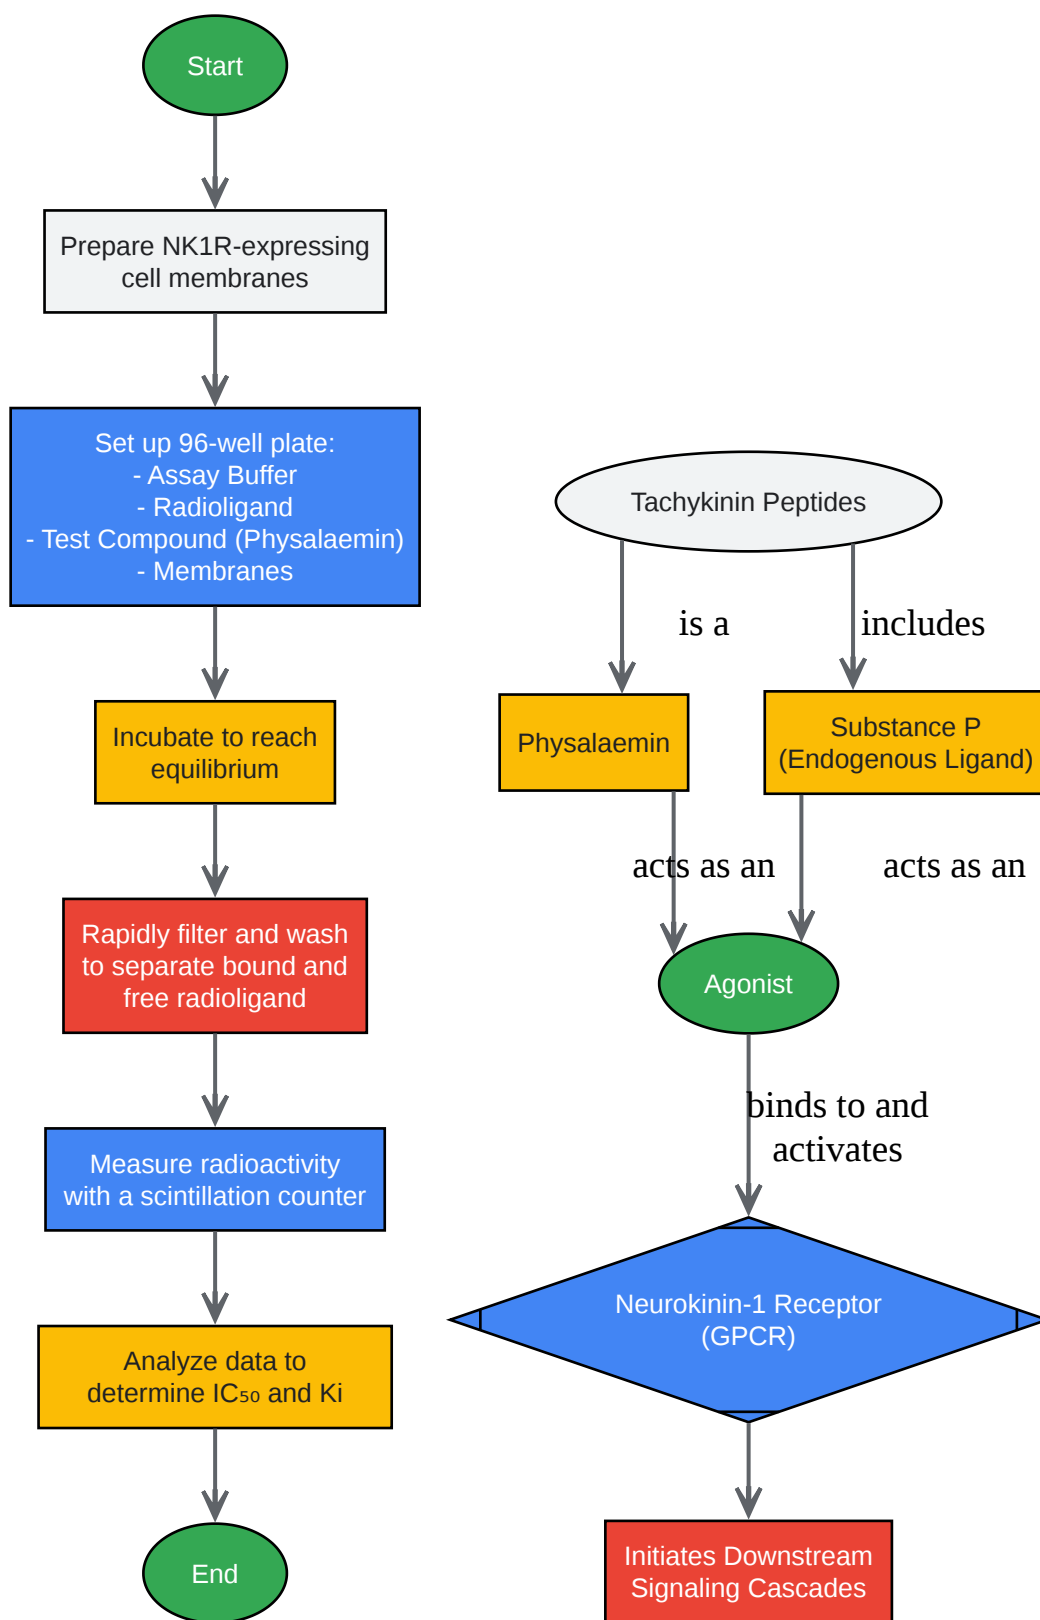 Start
Prepare NK1R-expressing
cell membranes
Set up 96-well plate:
- Assay Buffer
- Radioligand
- Test Compound (Physalaemin)
- Membranes
Incubate to reach
equilibrium
Rapidly filter and wash
to separate bound and
free radioligand
Measure radioactivity
with a scintillation counter
Analyze data to
determine IC₅₀ and Ki
End
Tachykinin Peptides
is a
includes
Physalaemin
Substance P
(Endogenous Ligand)
acts as an
acts as an
Agonist
binds to and
activates
Neurokinin-1 Receptor
(GPCR)
Initiates Downstream
Signaling Cascades